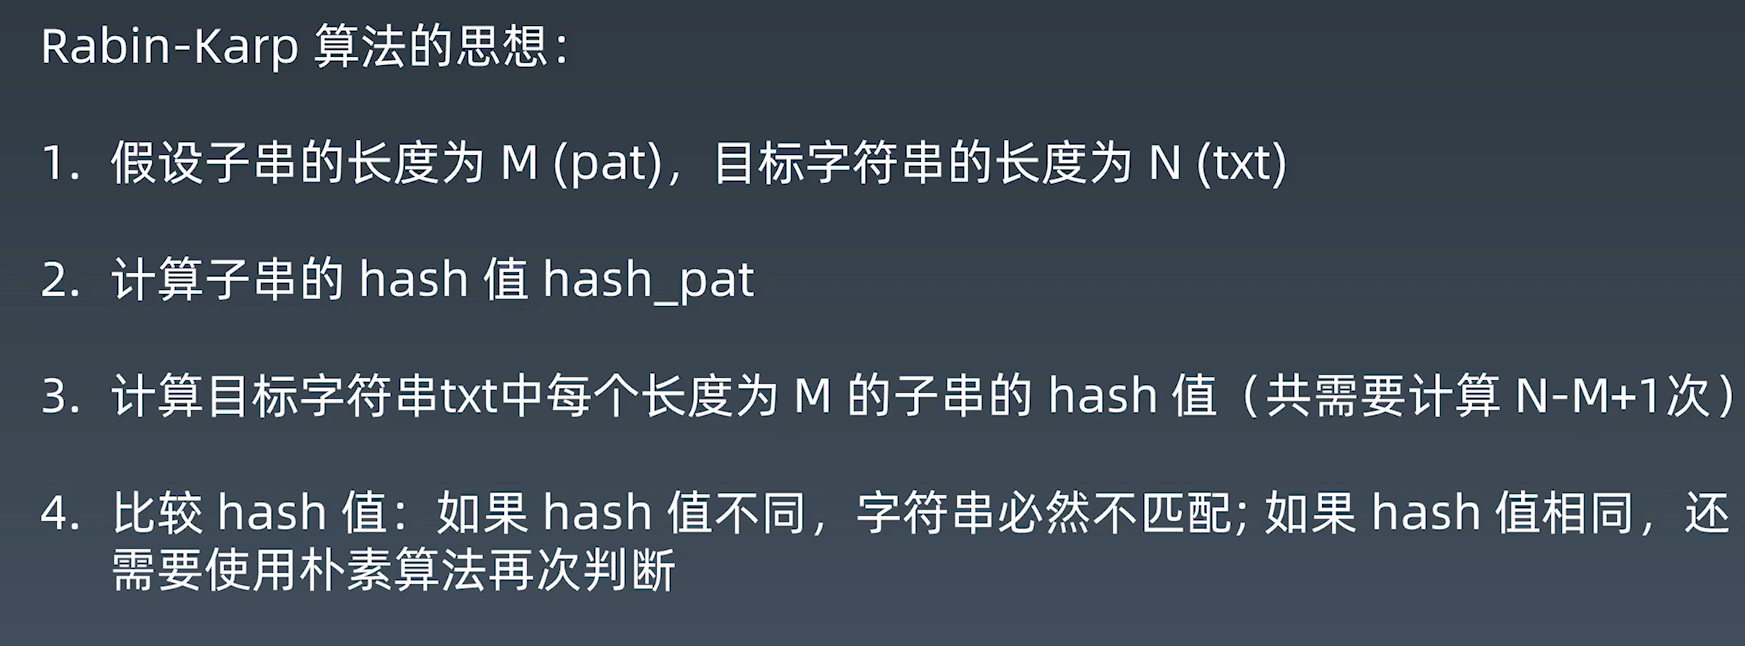 Rabin-Karp 算法的思想：
1. 假设子串的长度为 M (pat)，目标字符串的长度为 N (txt)
2. 计算子串的 hash 值 hash_pat
3. 计算目标字符串txt中每个长度为 M 的子串的 hash 值（共需要计算 N-M+1次）
4. 比较 hash 值：如果 hash 值不同，字符串必然不匹配; 如果 hash 值相同，还
需要使用朴素算法再次判断